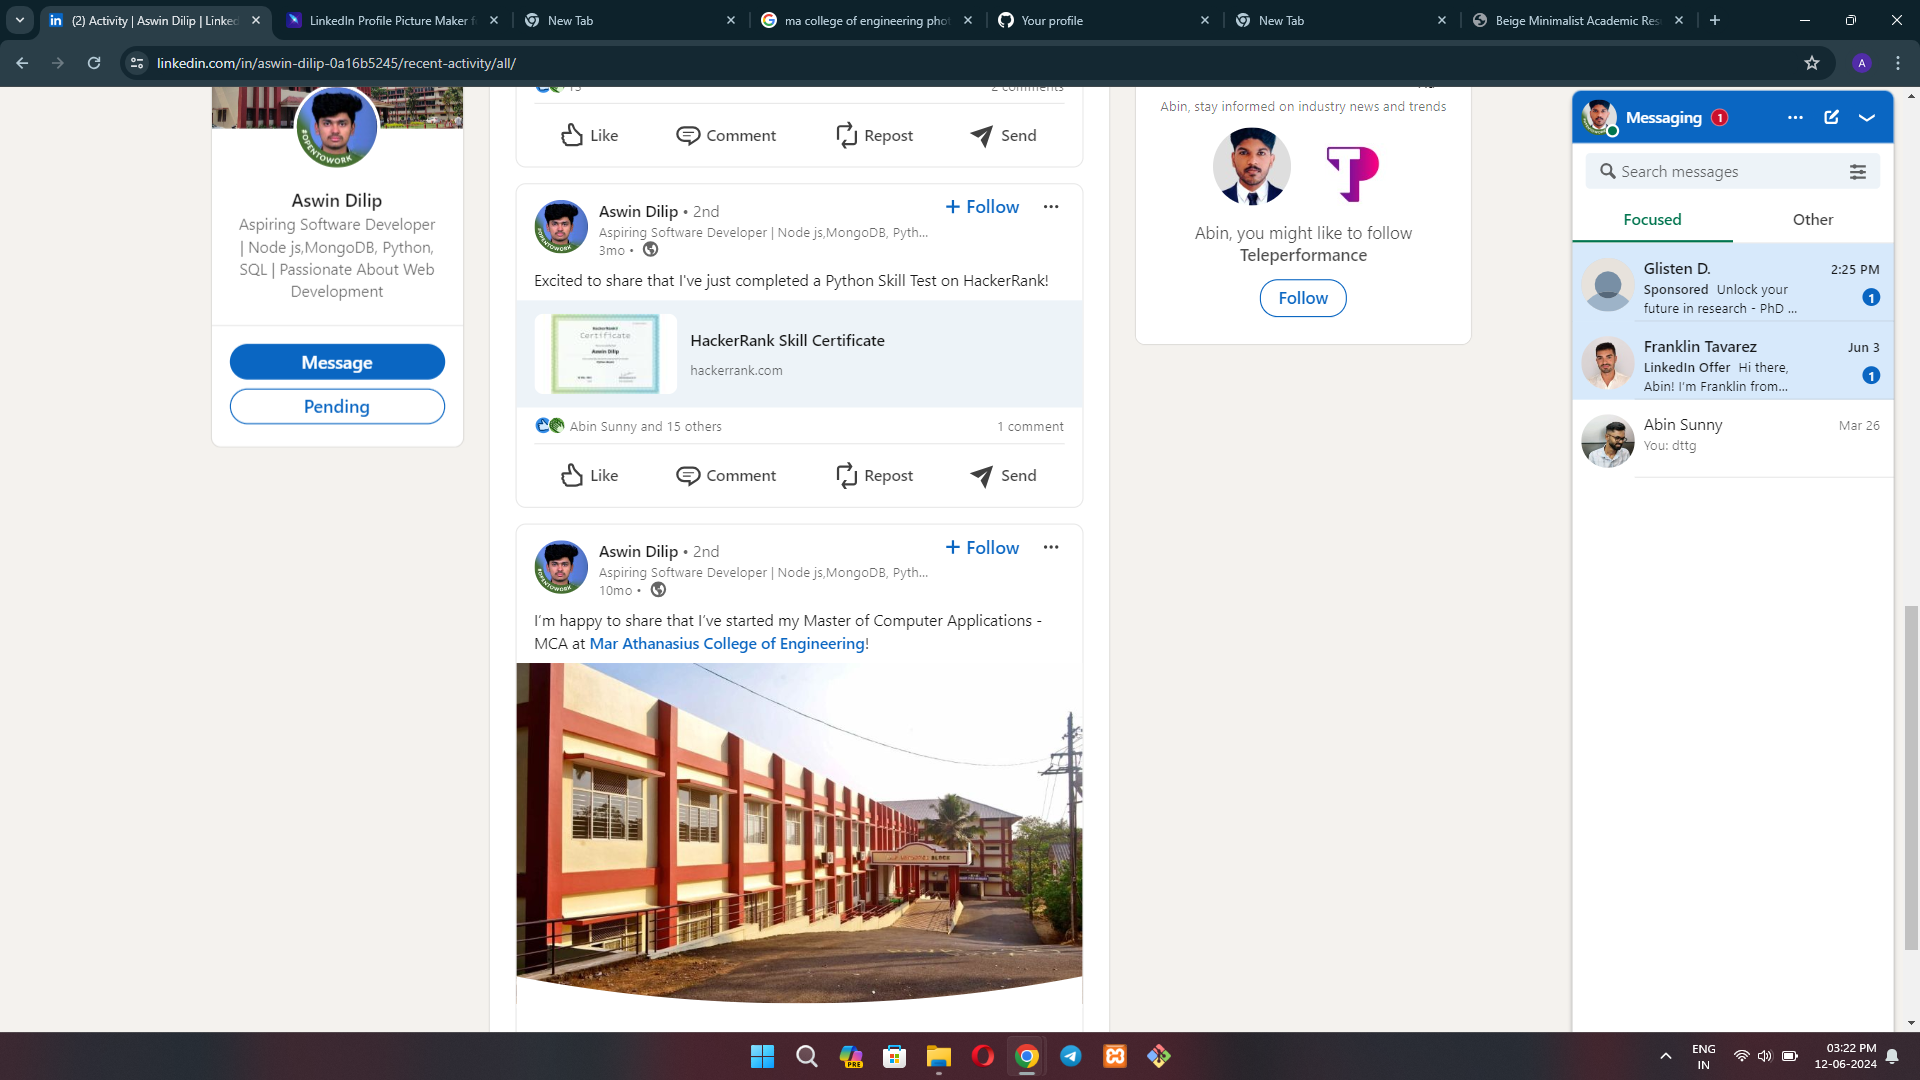 (2) Activity | Aswin Dilip | Linked
LinkedIn Profile Picture Maker f
New Tab
ma college of engineering phot
Your profile
New Tab
Beige Minimalist Academic Res
linkedin.com/in/aswin-dilip-0a16b5245/recent-activity/all/
A
#OPENTOWORK
Aswin Dilip
Aspiring Software Developer
| Node js,MongoDB, Python,
SQL | Passionate About Web
Development
Message
Pending
15
2 comments
Like
Comment
Repost
Send
Aswin Dilip • 2nd
Aspiring Software Developer | Node js,MongoDB, Pyth...
3mo •
+ Follow
Excited to share that I've just completed a Python Skill Test on HackerRank!
HackerRank
Certificate
Aswin Dilip
HackerRank Skill Certificate
hackerrank.com
Abin Sunny and 15 others
1 comment
Like
Comment
Repost
Send
Aswin Dilip • 2nd
Aspiring Software Developer | Node js,MongoDB, Pyth...
10mo •
+ Follow
I’m happy to share that I’ve started my Master of Computer Applications -
MCA at Mar Athanasius College of Engineering!
BLOCK
Abin, stay informed on industry news and trends
Abin, you might like to follow
Teleperformance
Follow
Messaging 1
Search messages
Focused
Other
Glisten D.
2:25 PM
Sponsored Unlock your
future in research - PhD ...
1
Franklin Tavarez
Jun 3
LinkedIn Offer Hi there,
Abin! I'm Franklin from...
1
Abin Sunny
Mar 26
You: dttg
PRE
ENG
IN
03:22 PM
12-06-2024